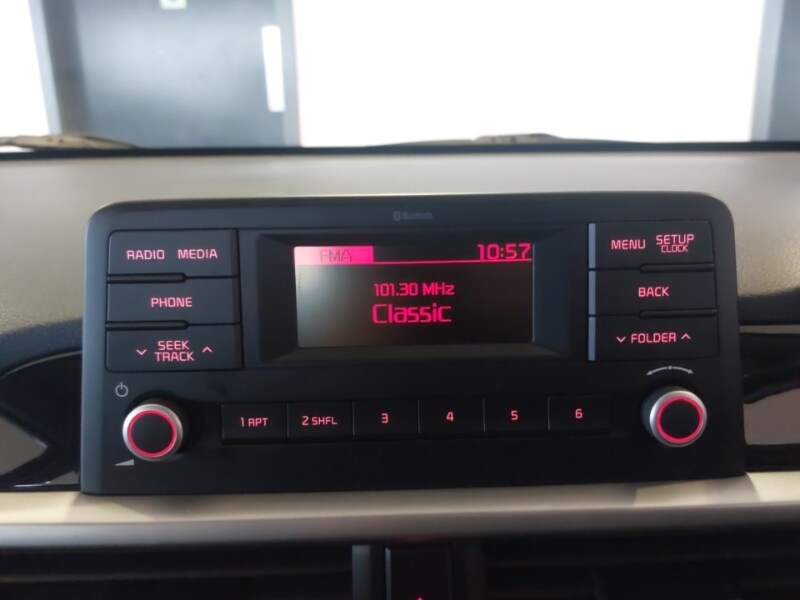 Bluetooth
RADIO MEDIA
PHONE
SEEK
TRACK
FMA 10:57
101.30 MHz
Classic
MENU SETUP
CLOCK
BACK
FOLDER
1 RPT 2 SHFL 3 4 5 6